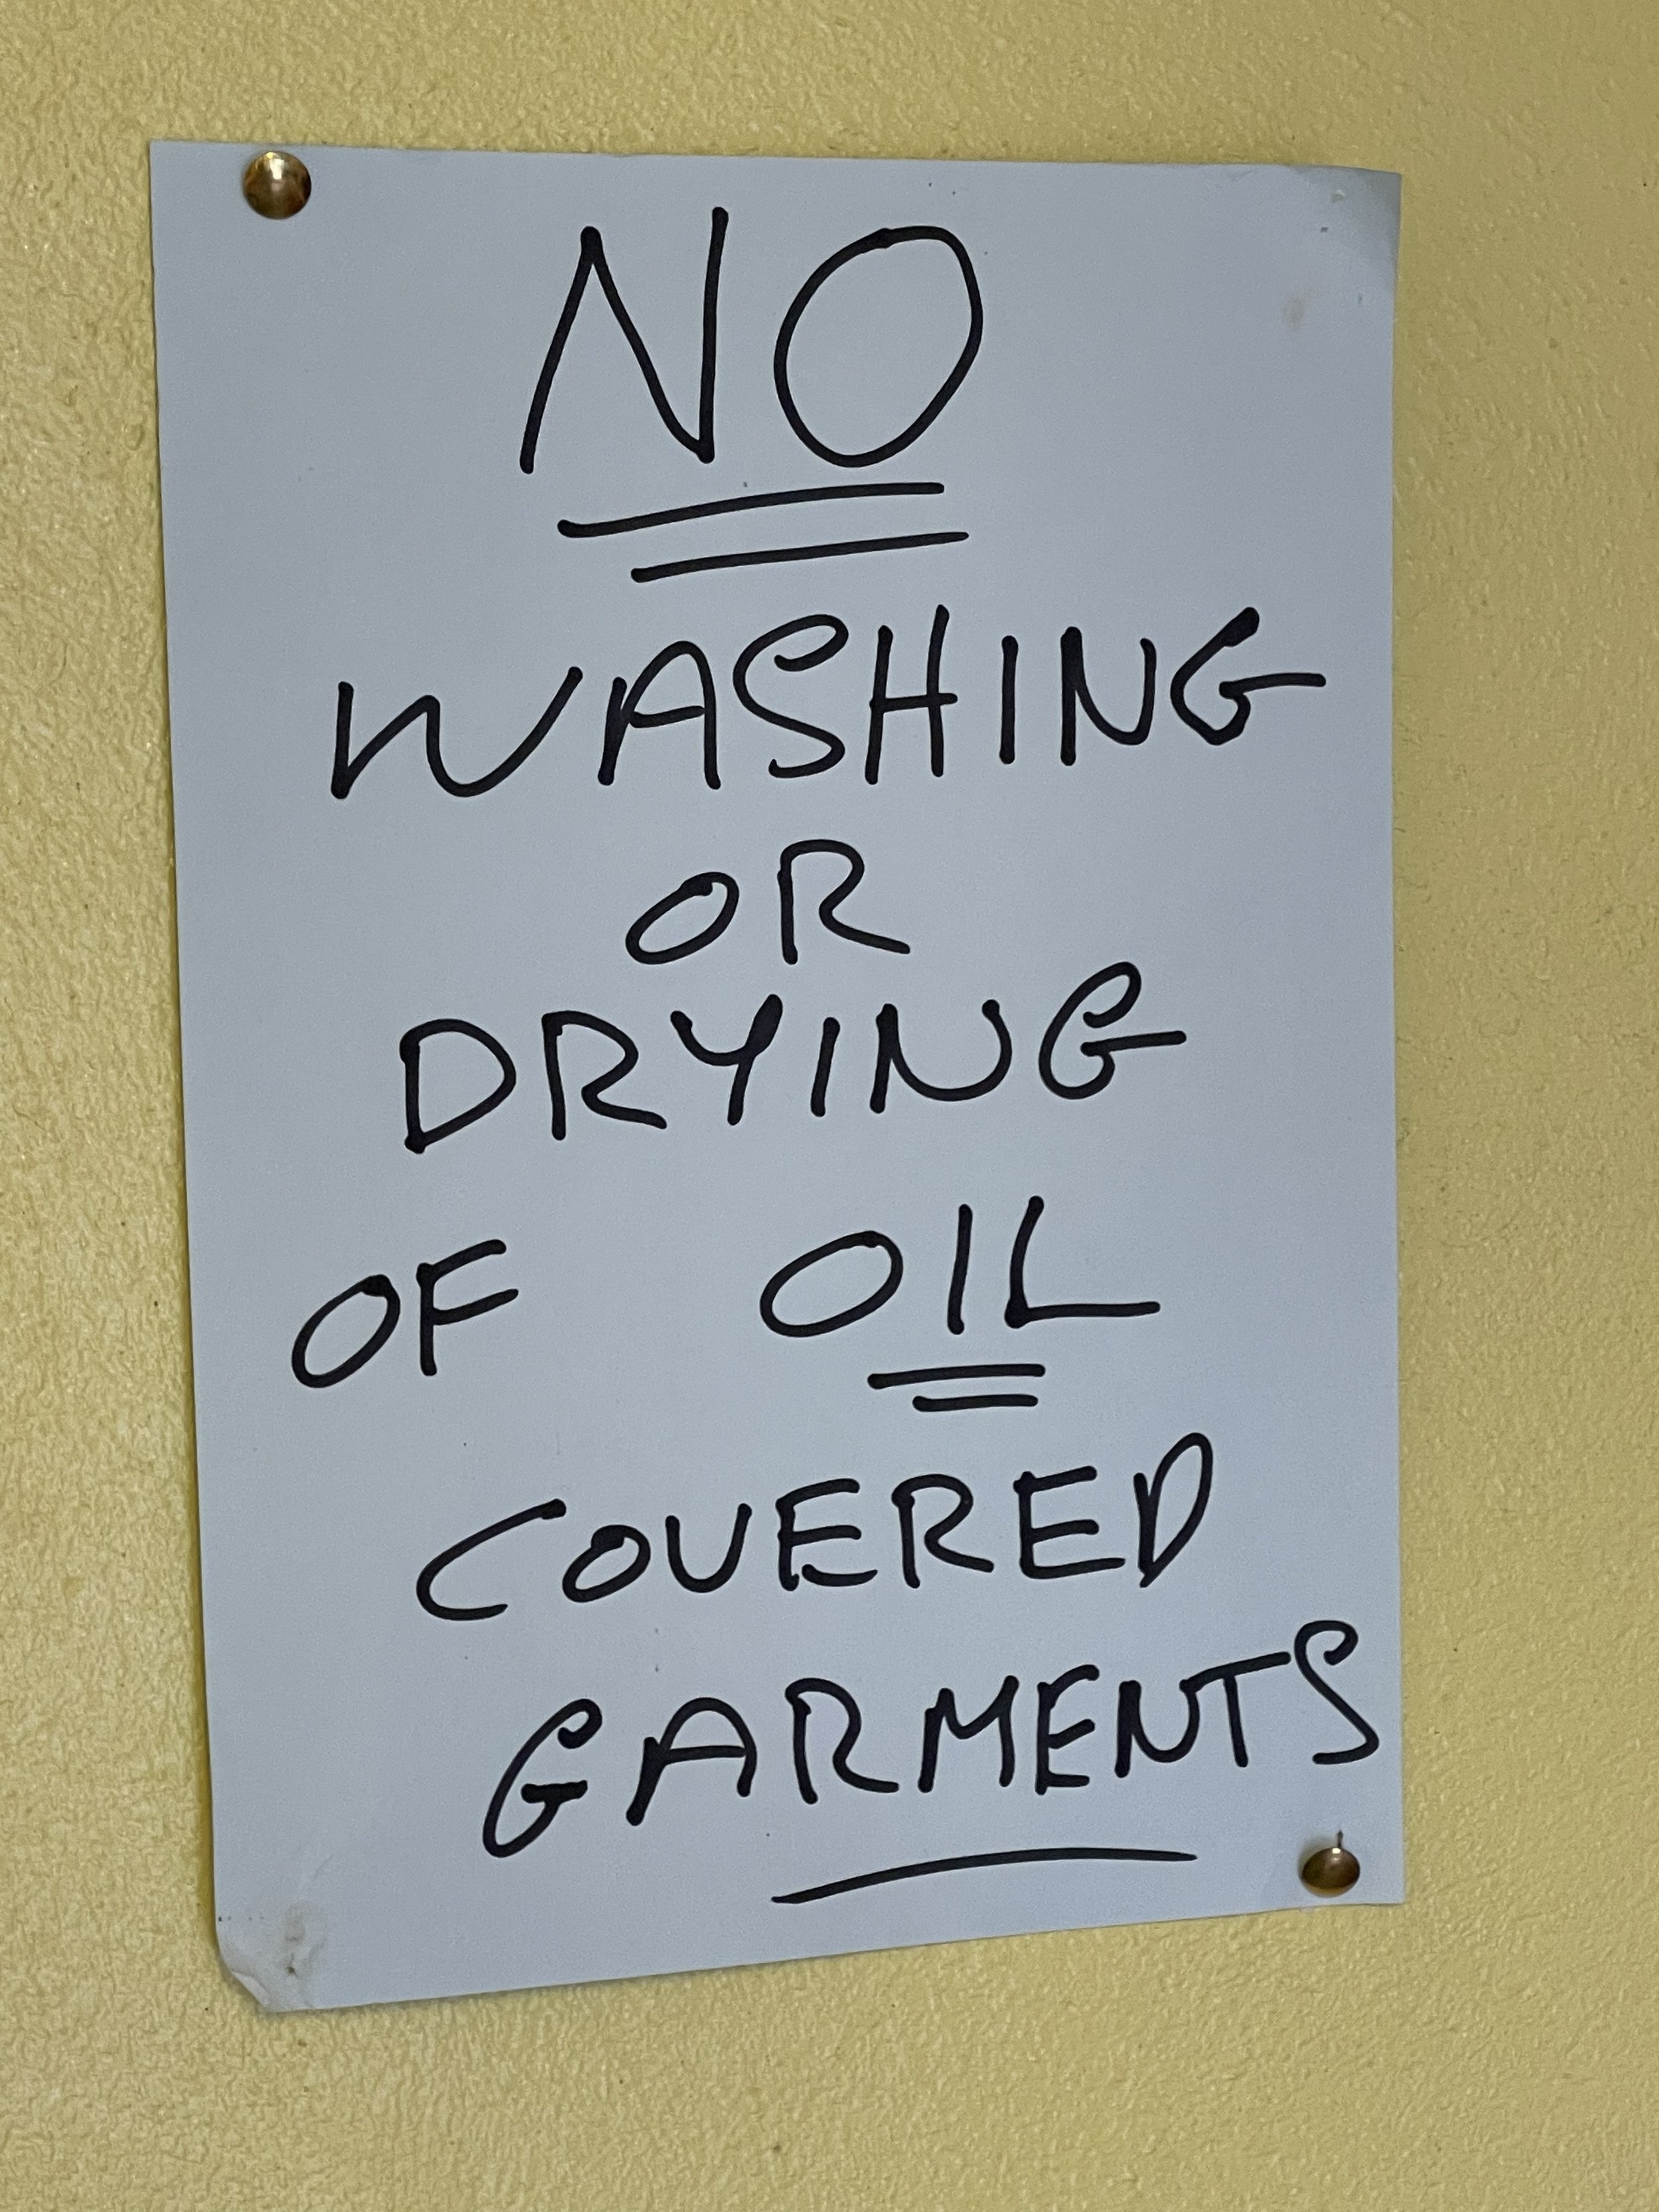 NO
WASHING
OR
DRYING
OF OIL
COVERED
GARMENTS